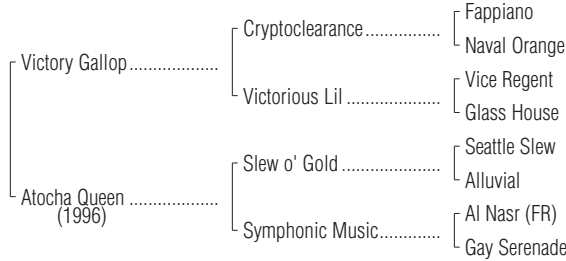 Fappiano
Cryptoclearance..................
Naval Orange
Victory Gallop...................
Vice Regent
Victorious Lil....................
Glass House
Seattle Slew
Slew o' Gold....................
Alluvial
Atocha Queen ..................
(1996)
Al Nasr (FR)
Symphonic Music..............
Gay Serenade